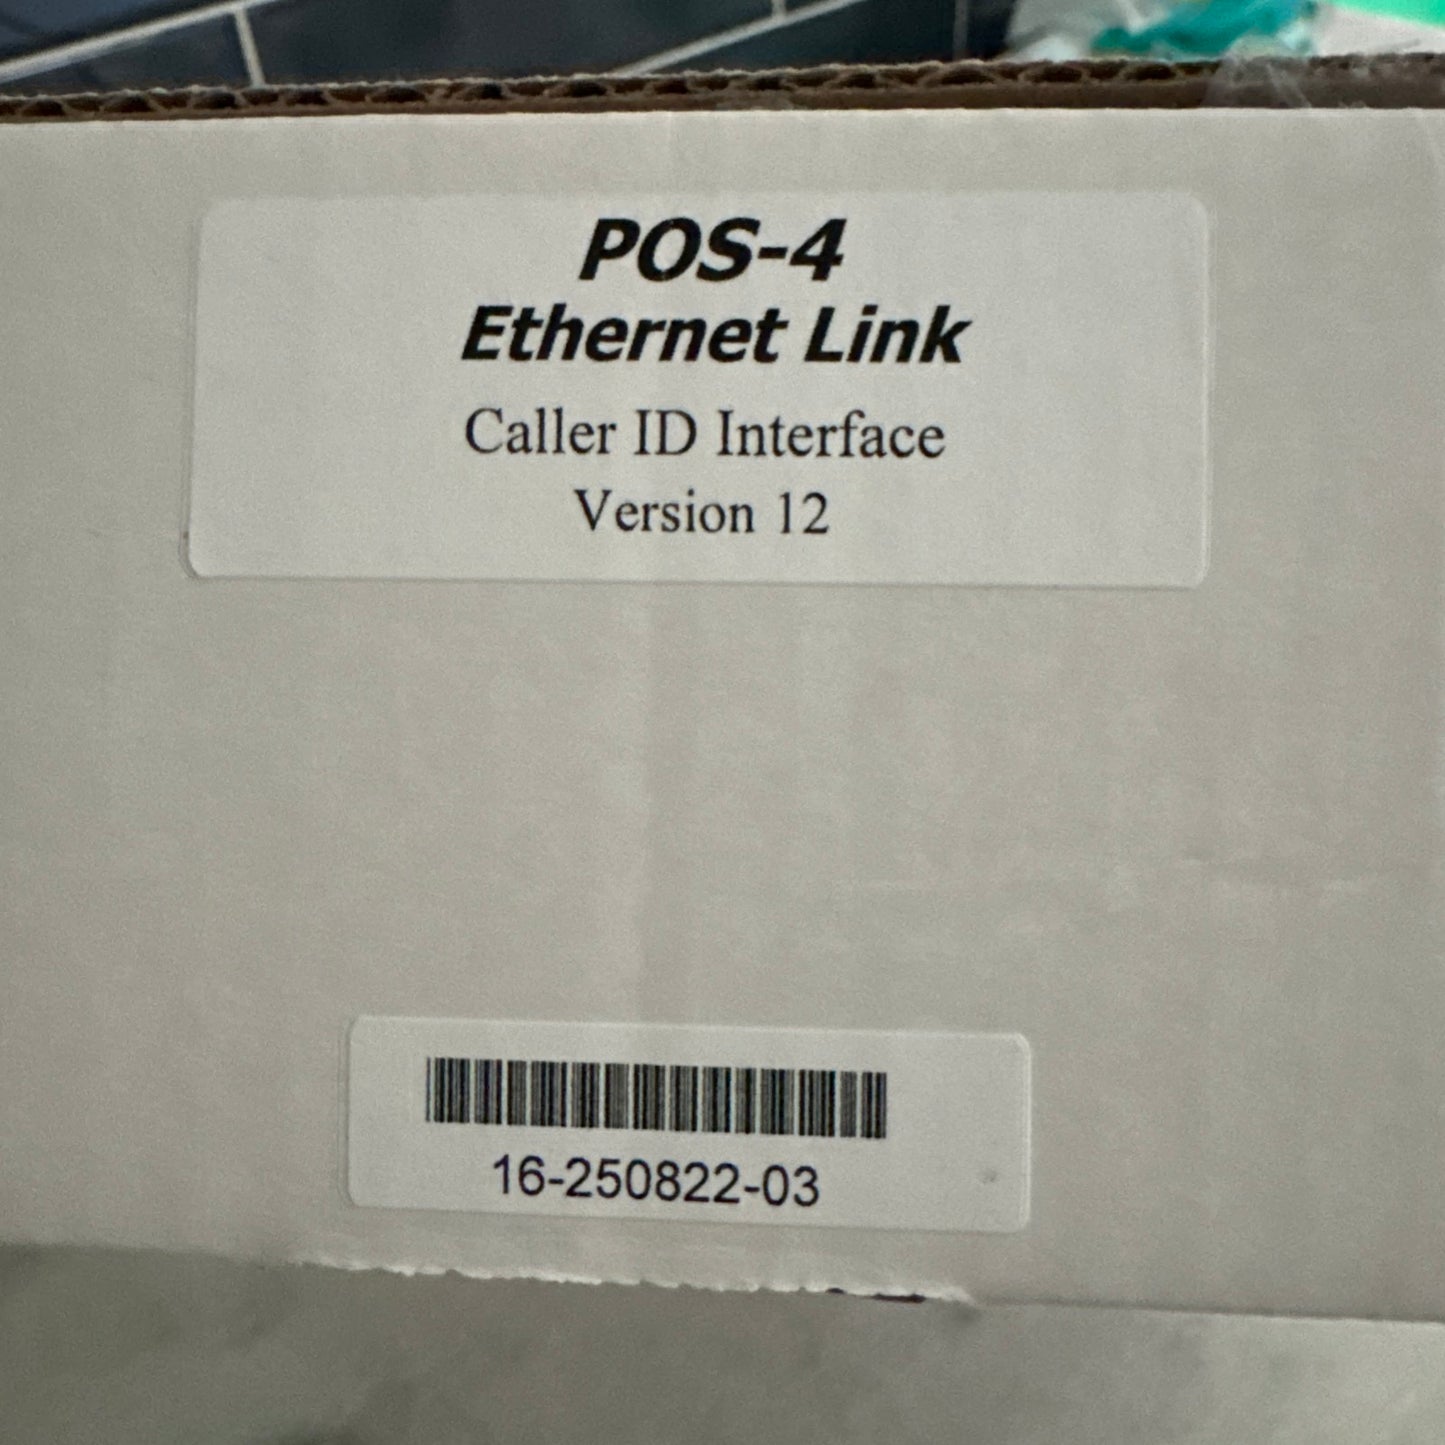 POS-4
Ethernet Link
Caller ID Interface
Version 12
16-250822-03